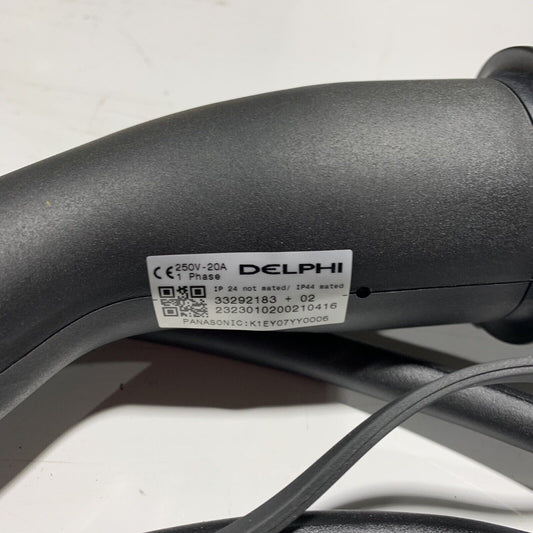 CE 250V-20A DELPHI
1 Phase
IP 24 not mated/ IP44 mated
33292183 + 02
2323010200210416
PANASONIC:K1EY07YY0006